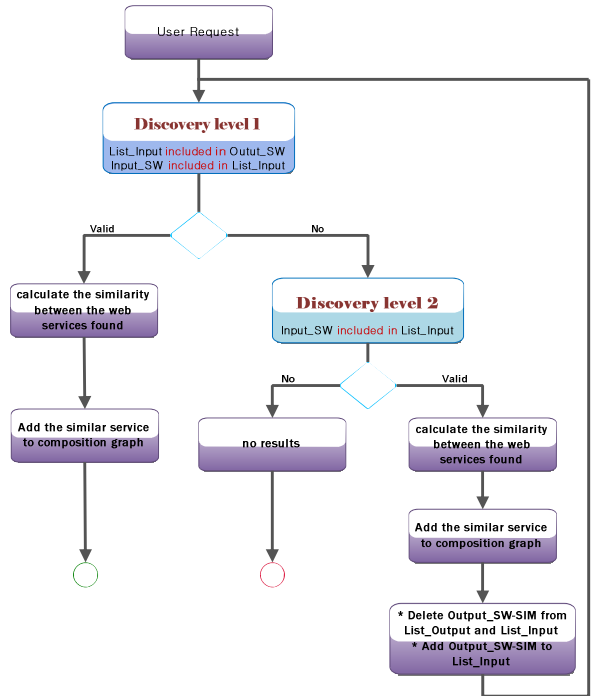 User Request
Discovery level 1
List_Input included in Outut_SW
Input_SW included in List_Input
Valid
No
calculate the similarity
between the web
services found
Discovery level 2
Input_SW included in List_Input
No
Valid
Add the similar service
to composition graph
no results
calculate the similarity
between the web
services found
Add the similar service
to composition graph
* Delete Output_SW-SIM from
List_Output and List_Input
* Add Output_SW-SIM to
List_Input